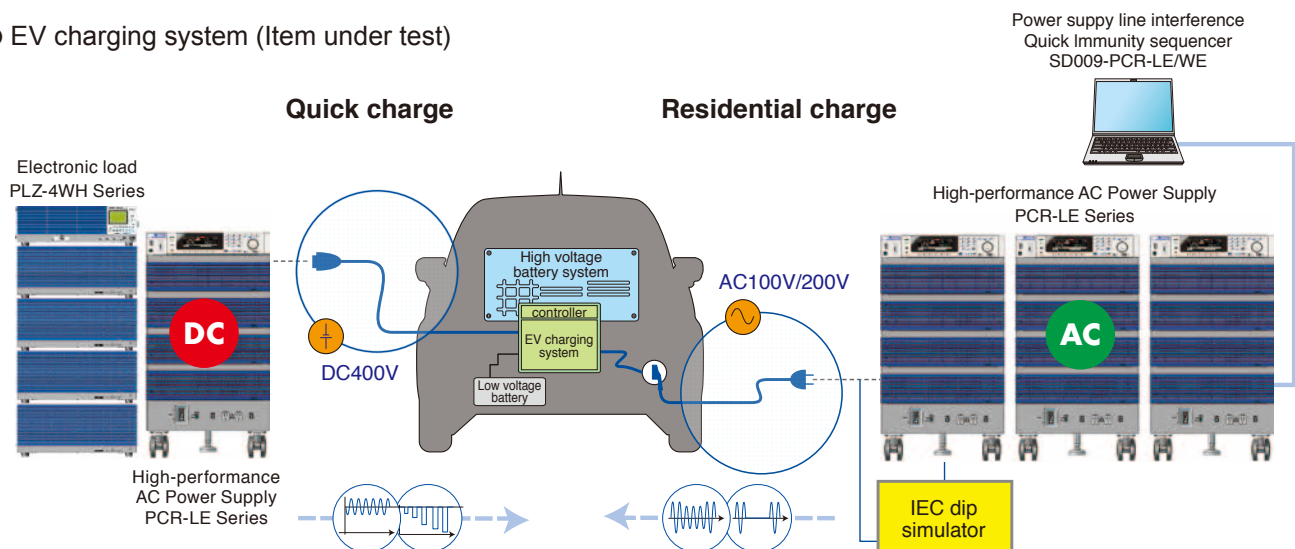 EV charging system (Item under test)
Power suppy line interference
Quick Immunity sequencer
SD009-PCR-LE/WE
Quick charge
Residential charge
Electronic load
PLZ-4WH Series
High-performance AC Power Supply
PCR-LE Series
High voltage
battery system
AC100V/200V
controller
DC
EV charging
system
AC
DC400V
Low voltage
battery
High-performance
AC Power Supply
PCR-LE Series
IEC dip
simulator